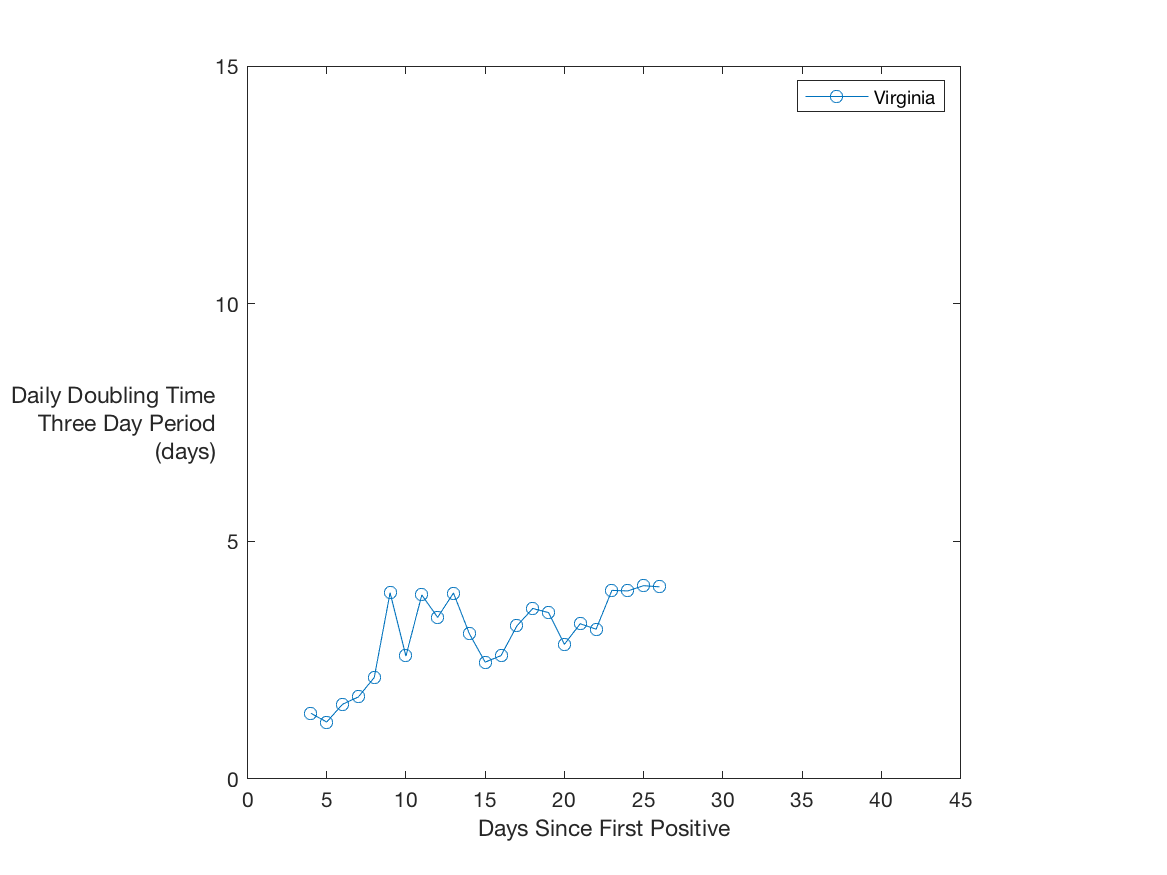 15
Virginia
10
Daily Doubling Time
Three Day Period
(days)
5
0
0 5 10 15 20 25 30 35 40 45
Days Since First Positive